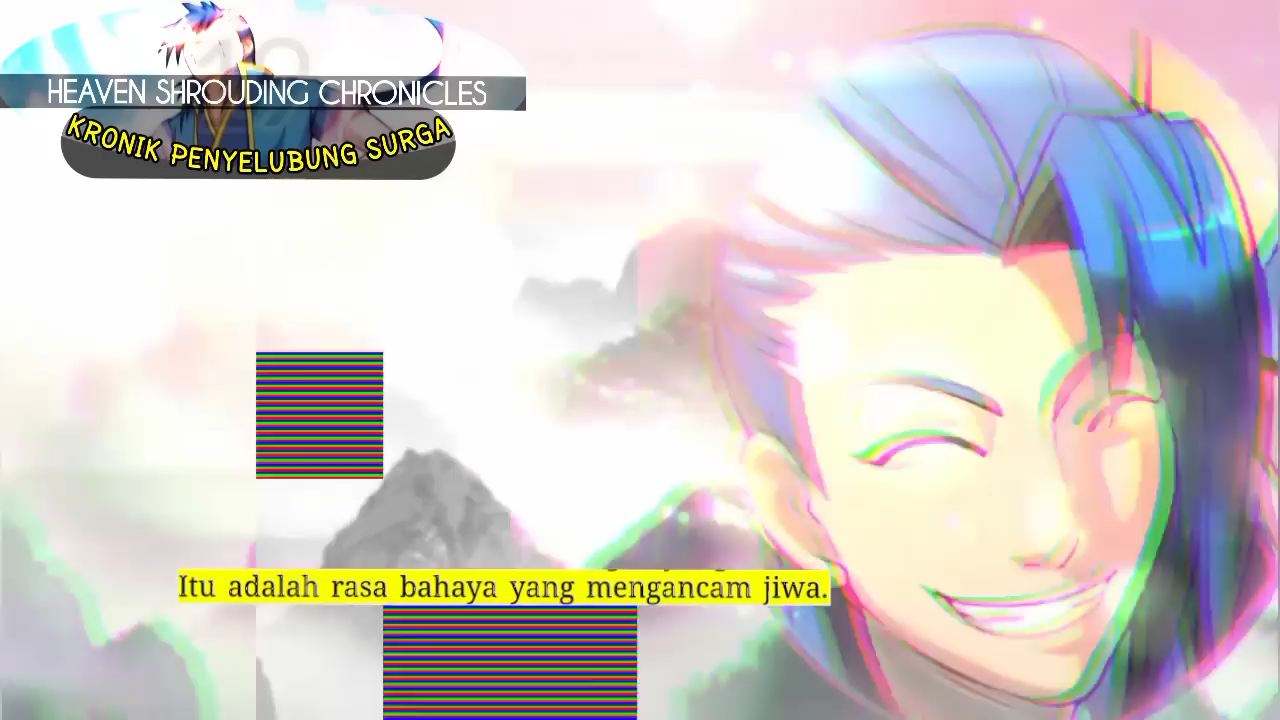 HEAVEN SHROUDING CHRONICLES
KRONIK PENYELUBUNG SURGA
Itu adalah rasa bahaya yang mengancam jiwa.